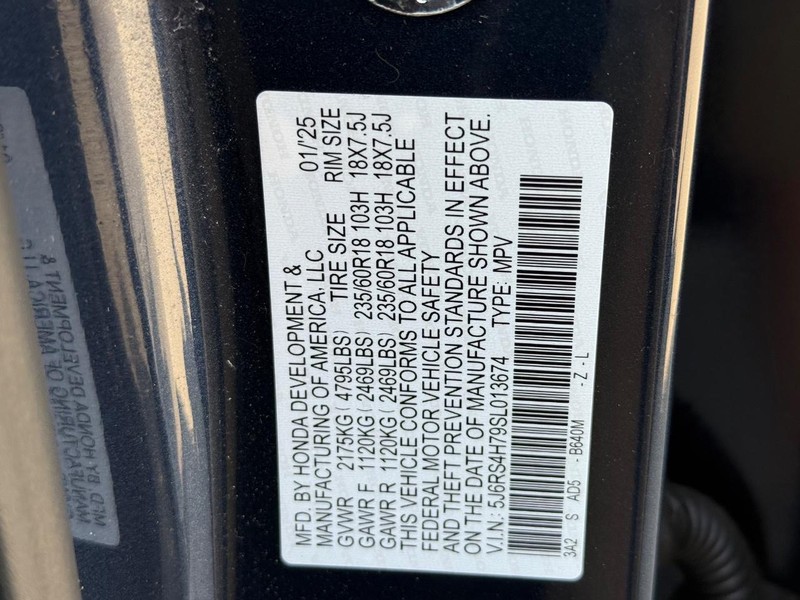 MFD. BY HONDA DEVELOPMENT &
MANUFACTURING OF AMERICA, LLC 01/'25
GVWR 2175KG ( 4795LBS) TIRE SIZE RIM SIZE
GAWR F 1120KG ( 2469LBS) 235/60R18 103H 18X7.5J
GAWR R 1120KG ( 2469LBS) 235/60R18 103H 18X7.5J
THIS VEHICLE CONFORMS TO ALL APPLICABLE
FEDERAL MOTOR VEHICLE SAFETY
AND THEFT PREVENTION STANDARDS IN EFFECT
ON THE DATE OF MANUFACTURE SHOWN ABOVE.
V.I.N.: 5J6RS4H79SL013674 TYPE: MPV
3A2 S AD5 - B640M - Z - L